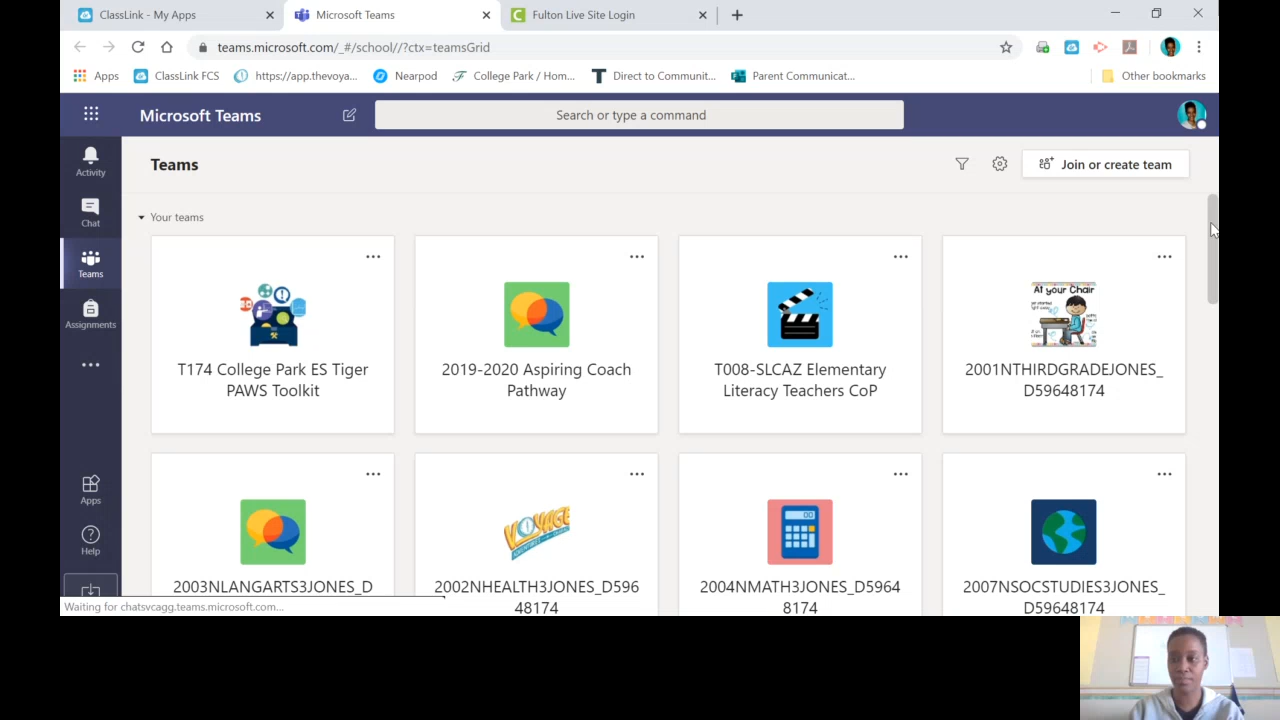 ClassLink - My Apps
Microsoft Teams
Fulton Live Site Login
teams.microsoft.com/_#/school//?ctx=teamsGrid
Apps
ClassLink FCS
https://app.thevoya...
Nearpod
College Park / Hom...
Direct to Communit...
Parent Communicat...
Other bookmarks
Microsoft Teams
Search or type a command
Activity
Chat
Teams
Assignments
Apps
Help
Teams
Join or create team
Your teams
T174 College Park ES Tiger
PAWS Toolkit
2019-2020 Aspiring Coach
Pathway
T008-SLCAZ Elementary
Literacy Teachers CoP
At your Chair
2001NTHIRDGRADEJONES_
D59648174
2003NLANGARTS3JONES_D
VOYAGE
2002NHEALTH3JONES_D596
48174
2004NMATH3JONES_D5964
8174
2007NSOCSTUDIES3JONES_
D59648174
Waiting for chatsvcagg.teams.microsoft.com...